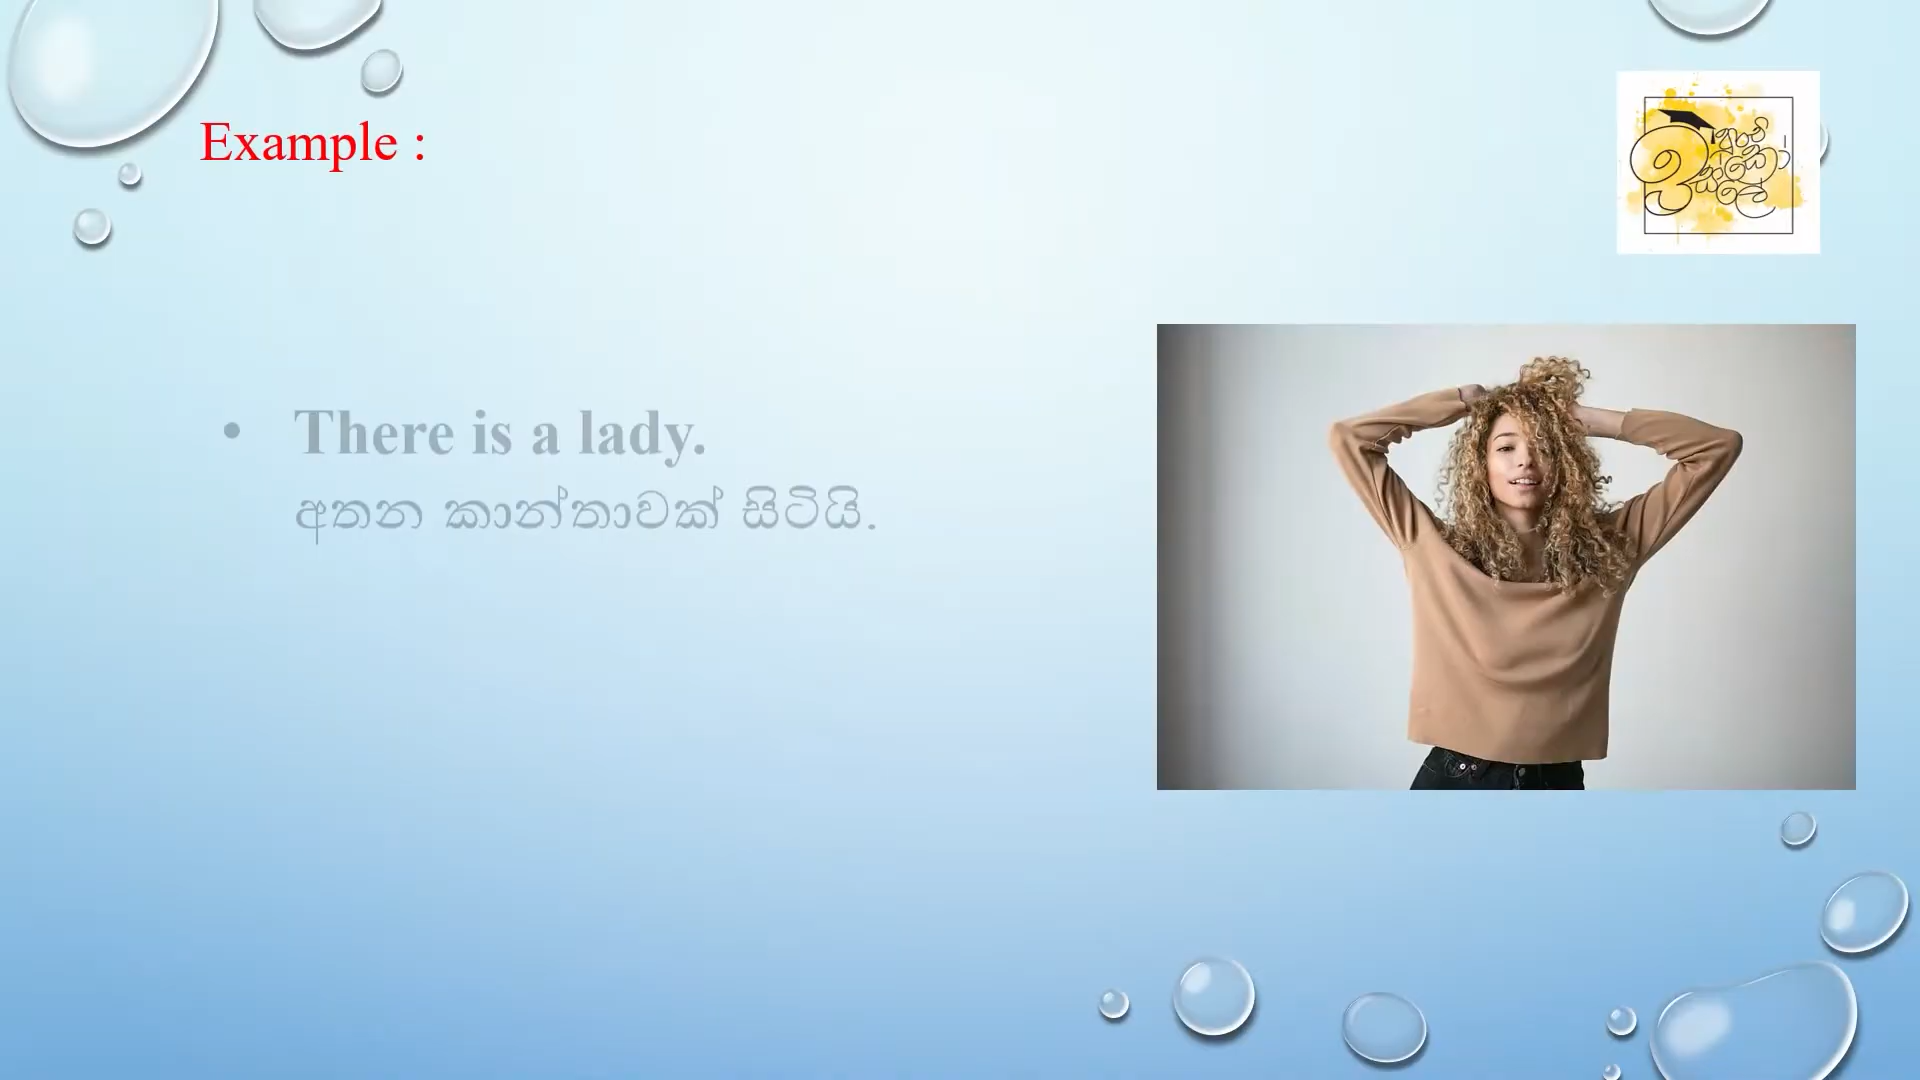 Example :
• There is a lady.
අතන කාන්තාවක් සිටියි.